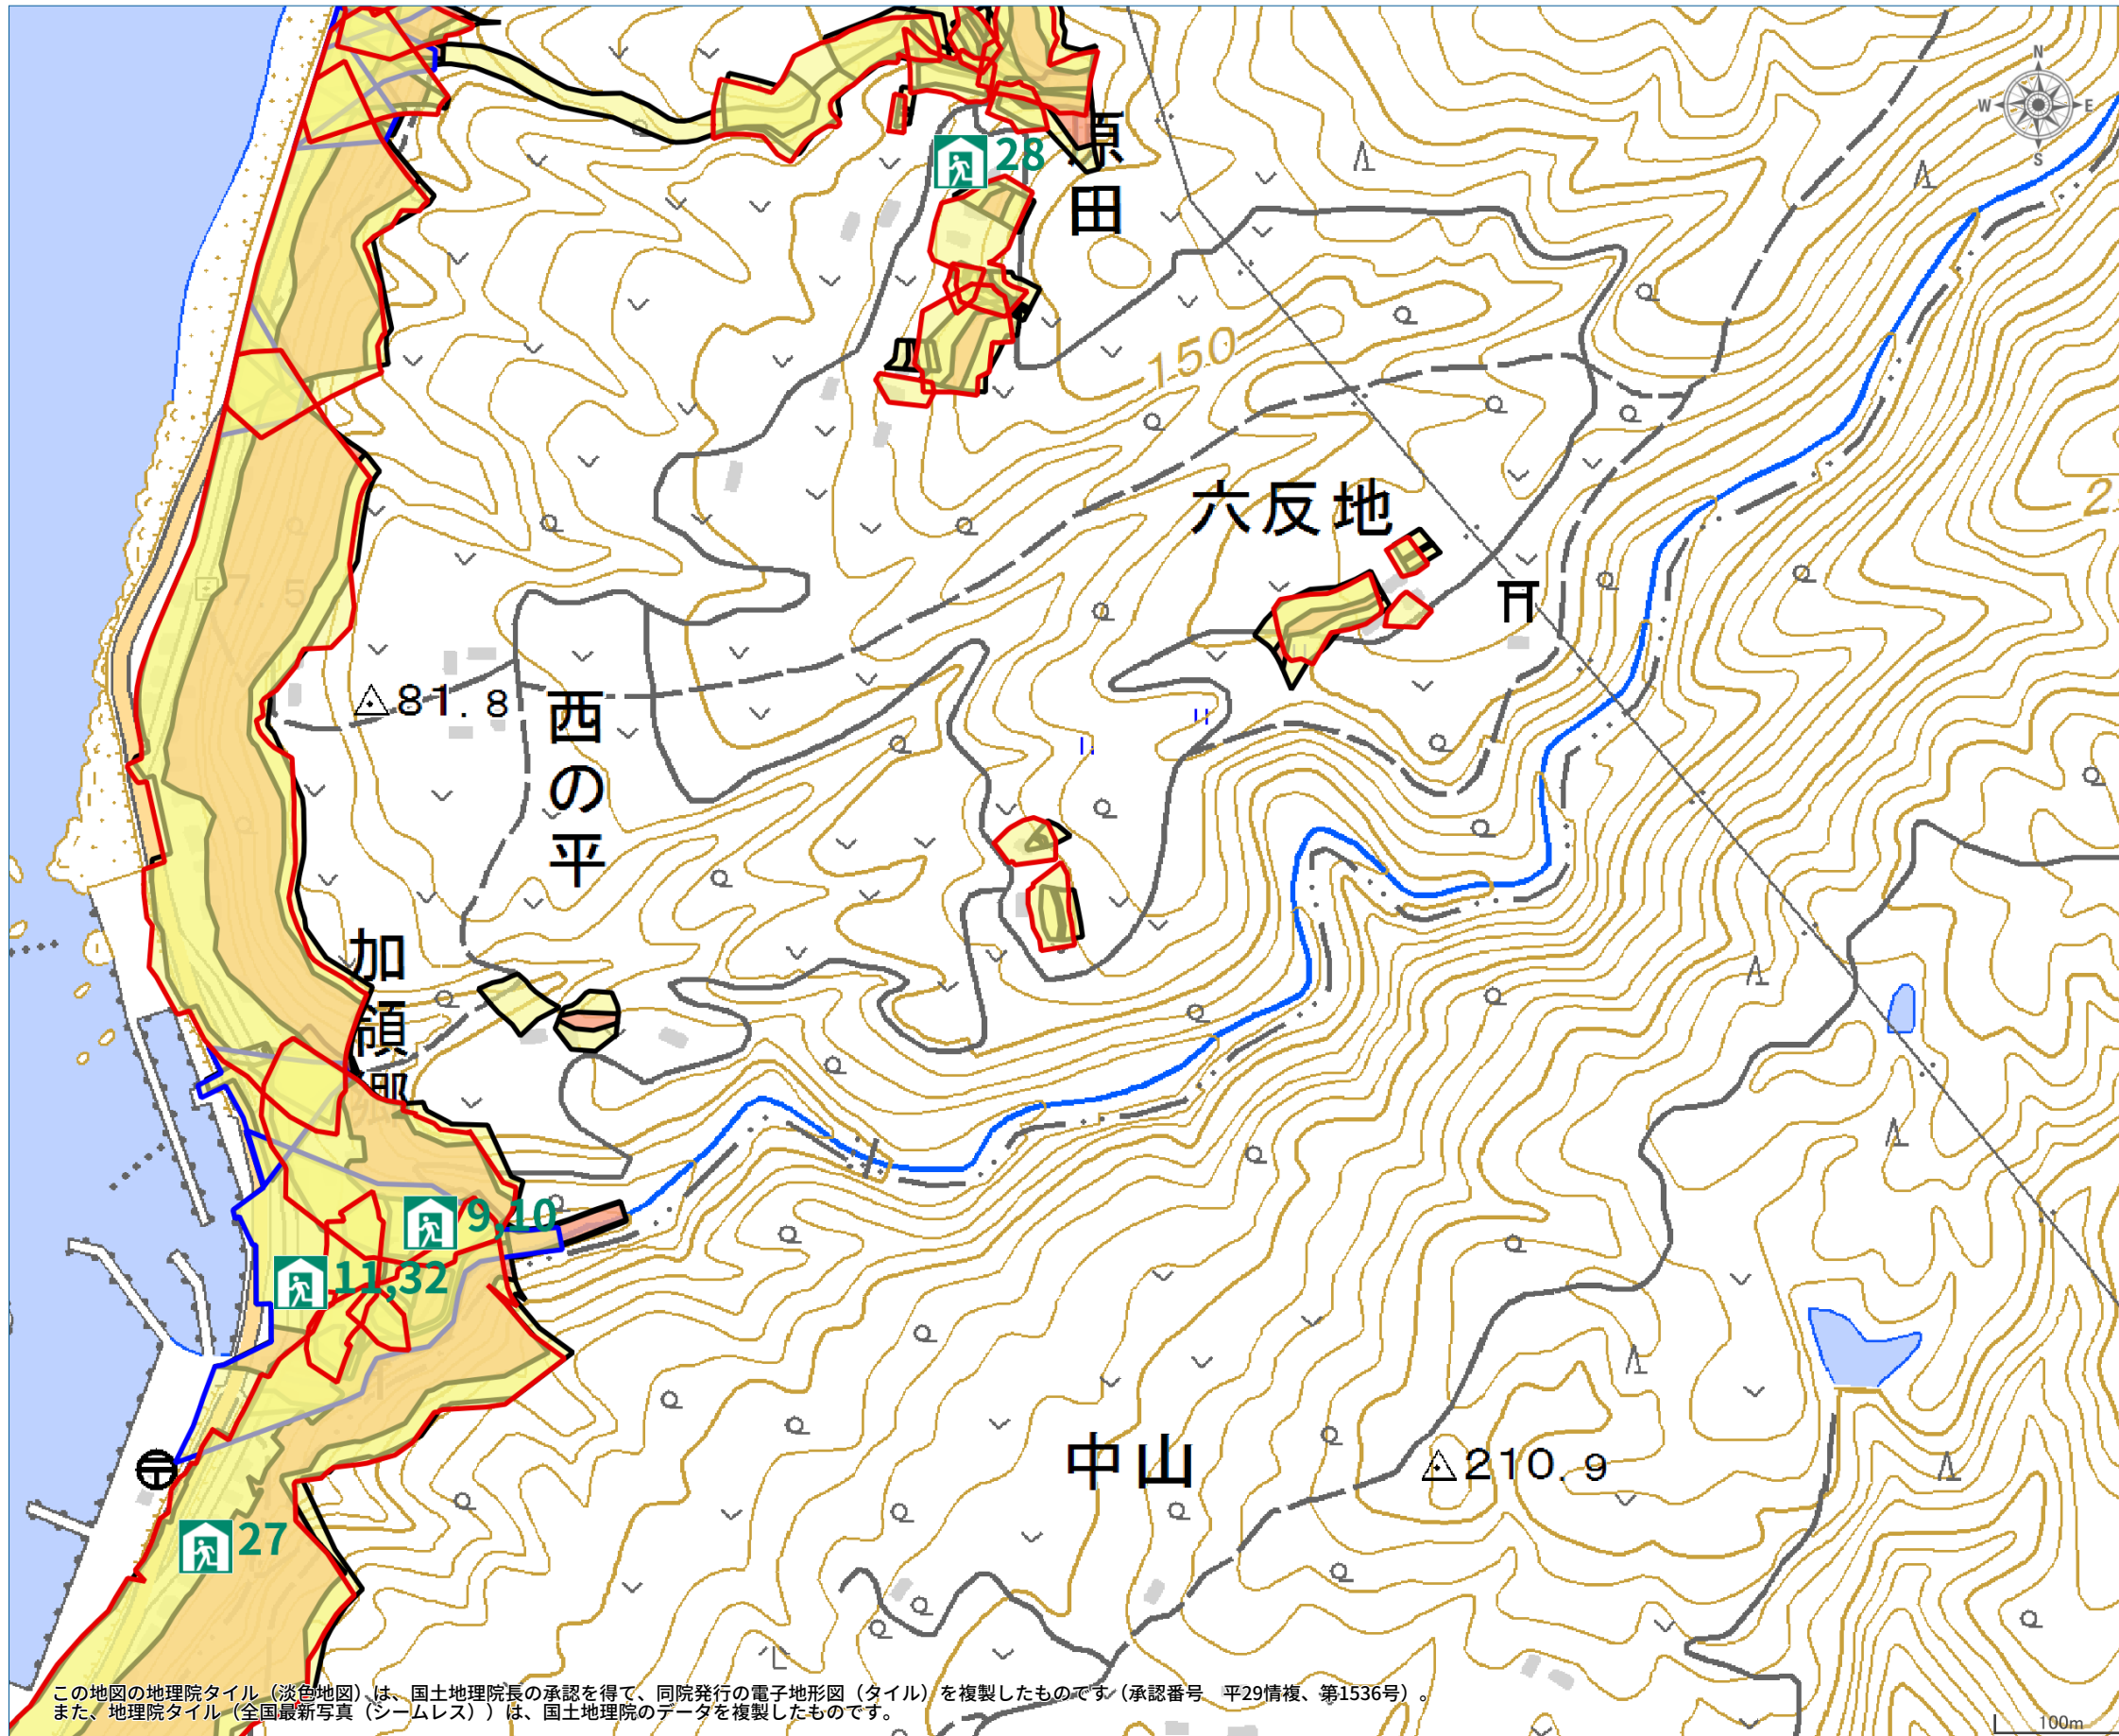 N
W
E
S
28
原田
150
六反地
2
7.5
81.8
西の平
加領郷
9,10
11,32
中山
210.9
27
この地図の地理院タイル（淡色地図）は、国土地理院長の承認を得て、同院発行の電子地形図（タイル）を複製したものです（承認番号　平29情複、第1536号）。
また、地理院タイル（全国最新写真（シームレス））は、国土地理院のデータを複製したものです。
100m